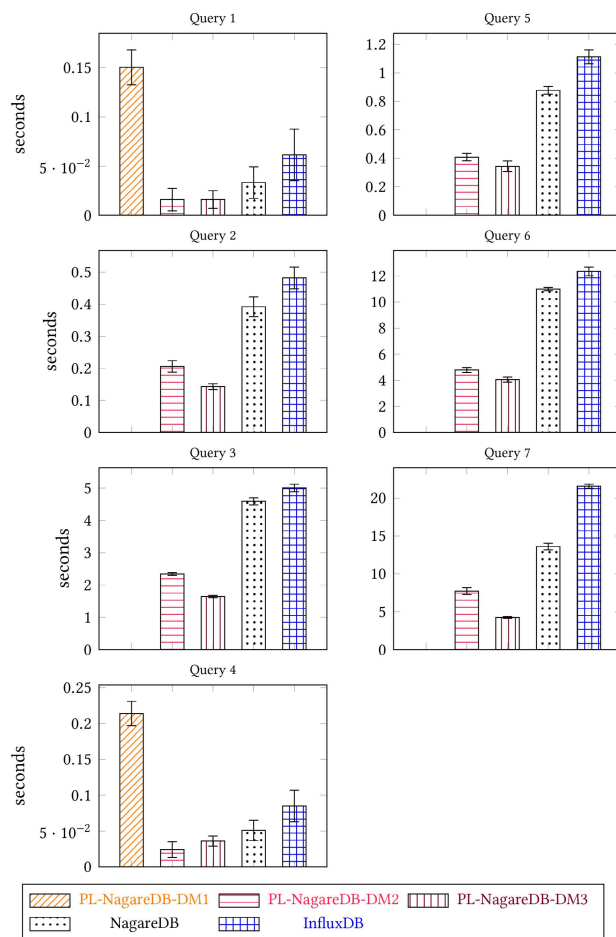 Query 1
seconds
0.15
0.1
5 · 10⁻²
0
Query 5
1.2
1
0.8
0.6
0.4
0.2
0
Query 2
seconds
0.5
0.4
0.3
0.2
0.1
0
Query 6
12
10
8
6
4
2
0
Query 3
seconds
5
4
3
2
1
0
Query 7
20
15
10
5
0
Query 4
seconds
0.25
0.2
0.15
0.1
5 · 10⁻²
0
PL-NagareDB-DM1 PL-NagareDB-DM2 PL-NagareDB-DM3
NagareDB InfluxDB